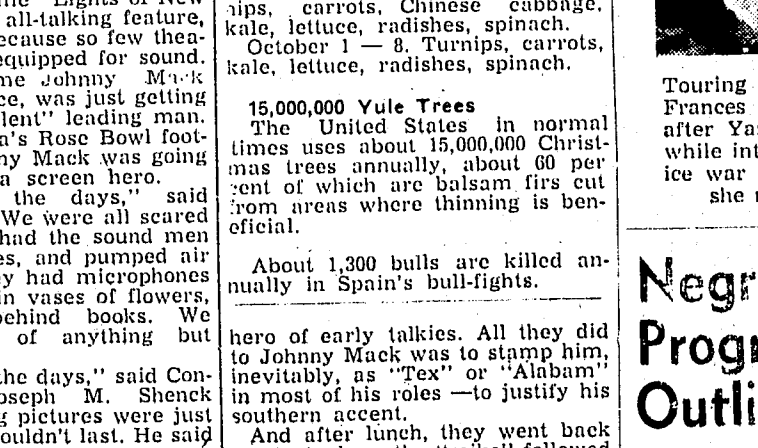 all-talking feature,
ecause so few thea-
equipped for sound.
me Johnny Mack
ce, was just getting
lent" leading man.
a's Rose Bowl foot-
ny Mack was going
a screen hero.
the days," said
We were all scared
had the sound men
es, and pumped air
ey had microphones
in vases of flowers,
behind books. We
of anything but
the days," said Con-
oseph M. Shenck
g pictures were just
ouldn't last. He said
nips, carrots, Chinese cabbage,
kale, lettuce, radishes, spinach.
October 1 — 8. Turnips, carrots,
kale, lettuce, radishes, spinach.
15,000,000 Yule Trees
The United States in normal
times uses about 15,000,000 Christ-
mas trees annually, about 60 per
cent of which are balsam firs cut
from areas where thinning is ben-
eficial.
About 1,300 bulls are killed an-
nually in Spain's bull-fights.
hero of early talkies. All they did
to Johnny Mack was to stamp him,
inevitably, as "Tex" or "Alabam"
in most of his roles —to justify his
southern accent.
And after lunch, they went back
Touring
Frances
after Ya
while int
ice war
she
Negr
Progr
Outli